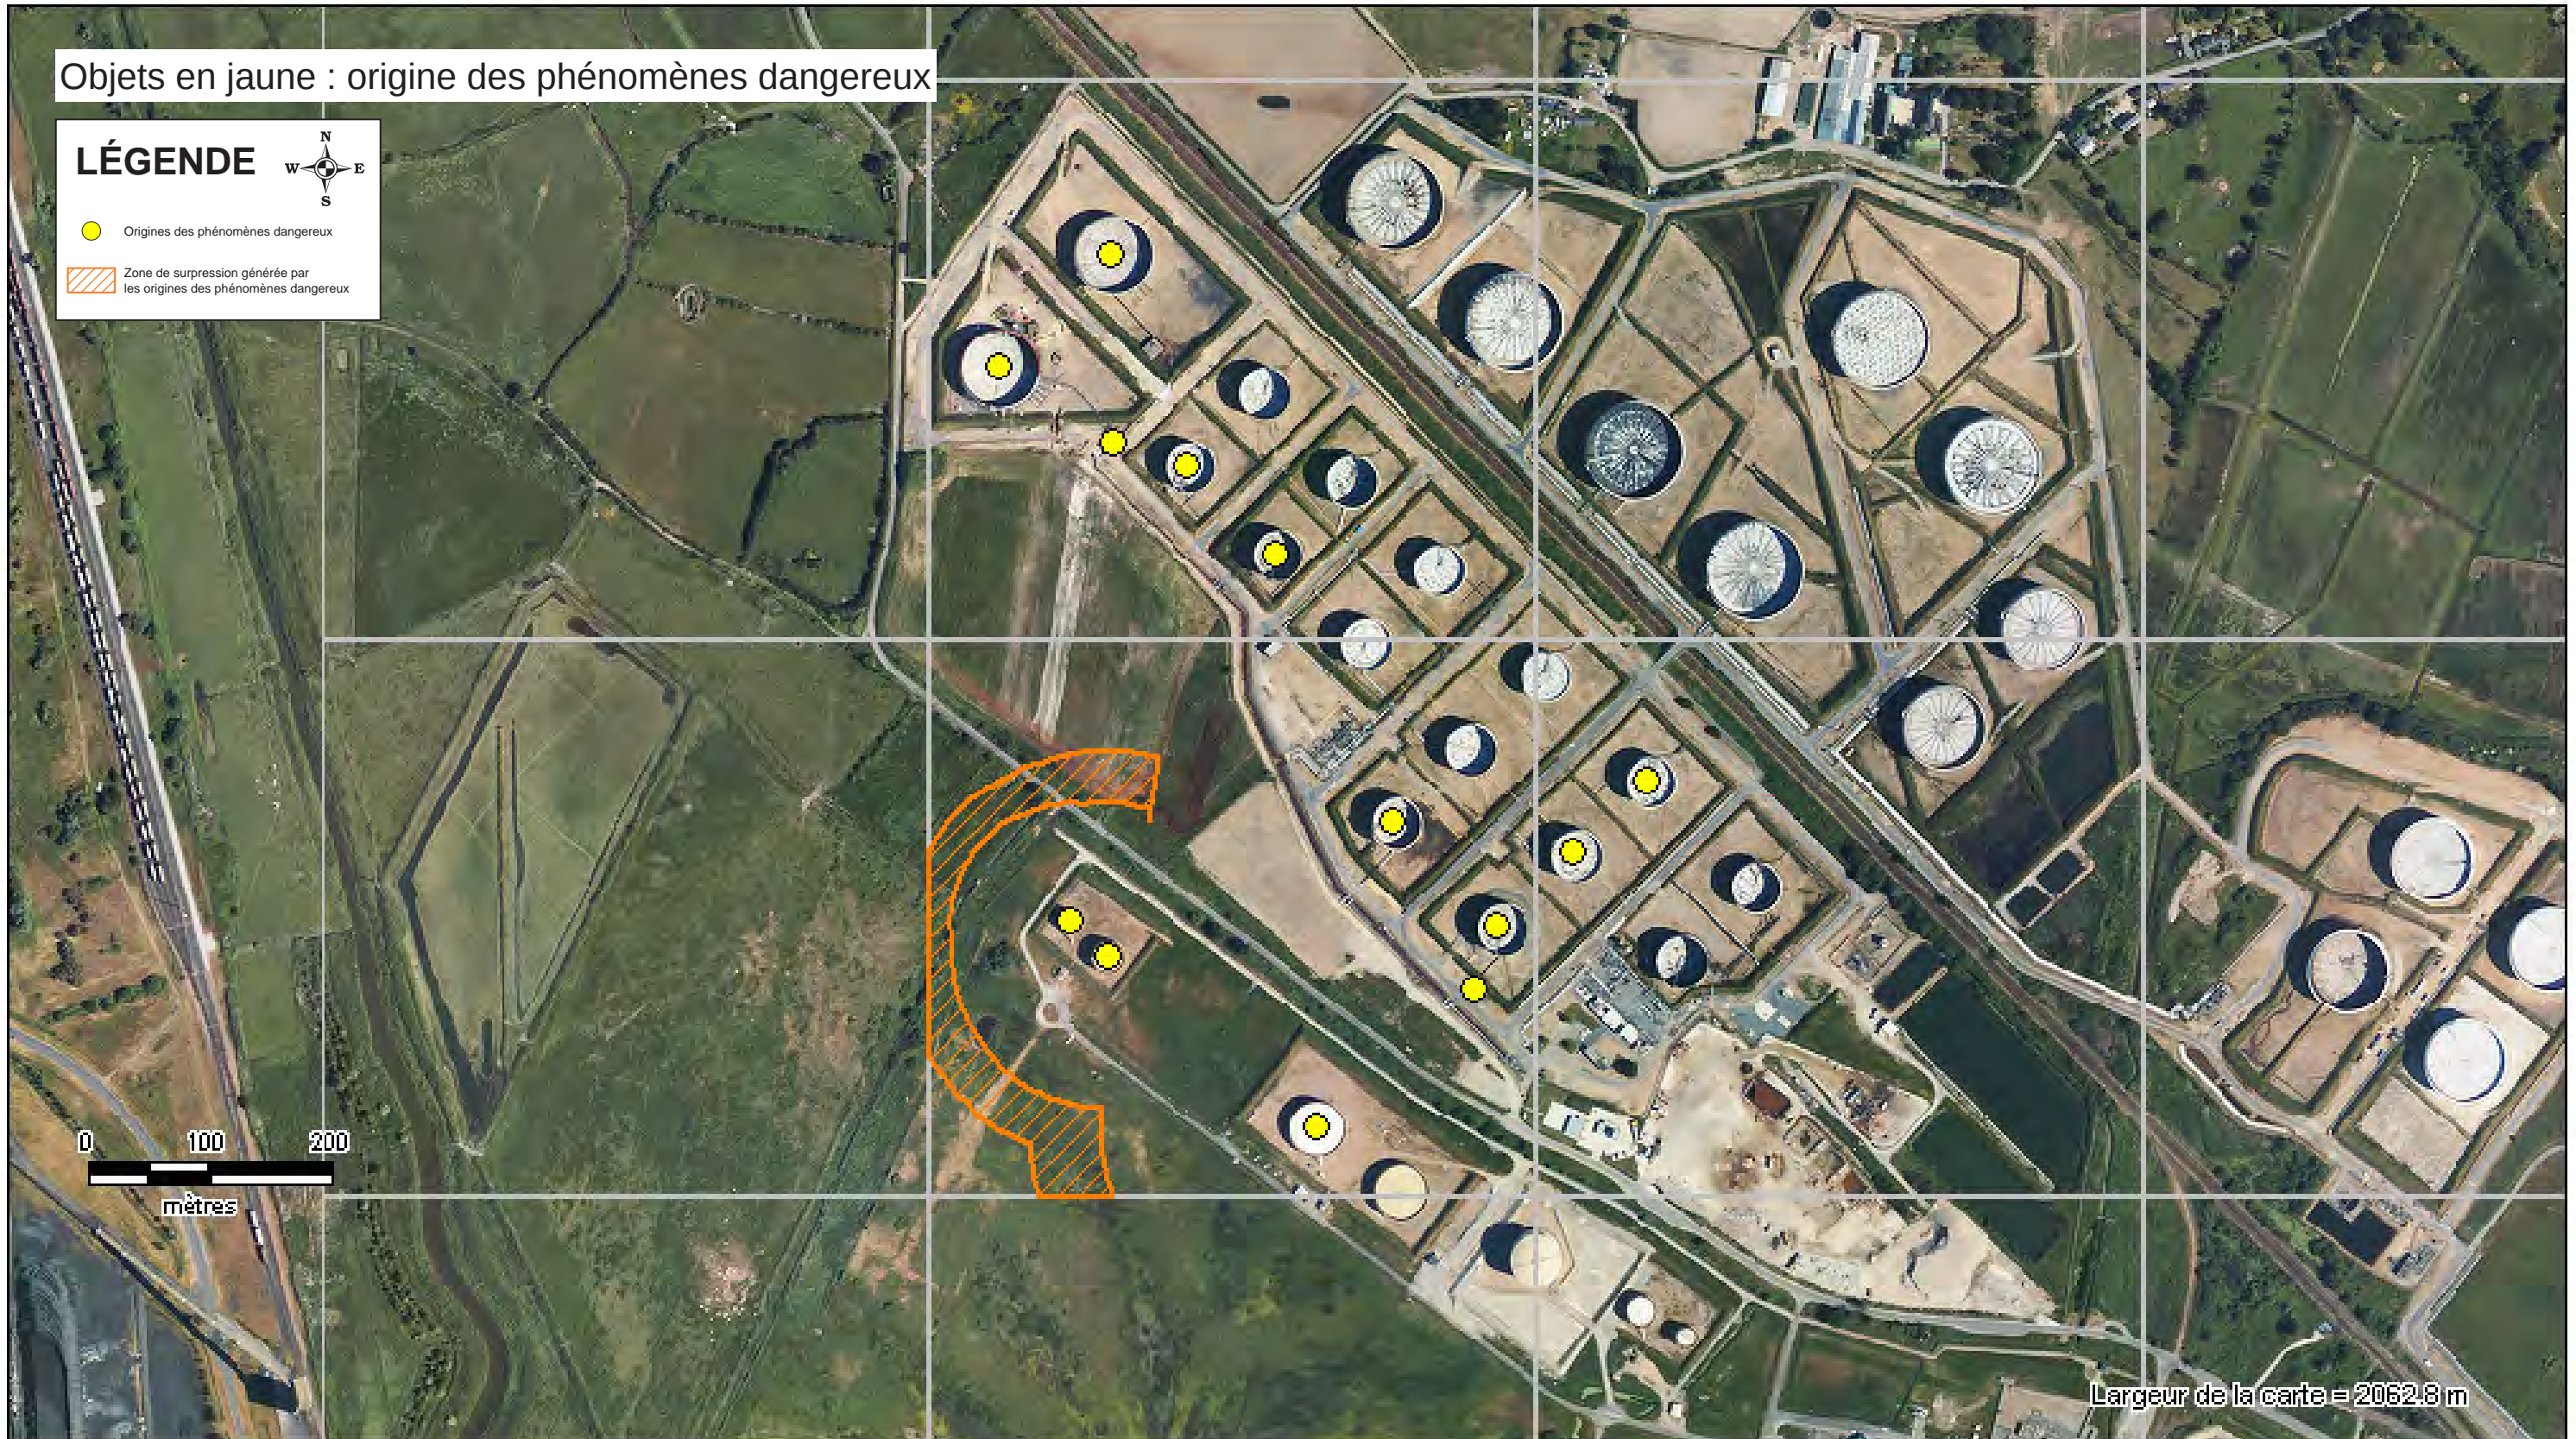 Objets en jaune : origine des phénomènes dangereux
LÉGENDE
N
W E
S
Origines des phénomènes dangereux
Zone de surpression générée par
les origines des phénomènes dangereux
0 100 200
mètres
Largeur de la carte = 2062.8 m